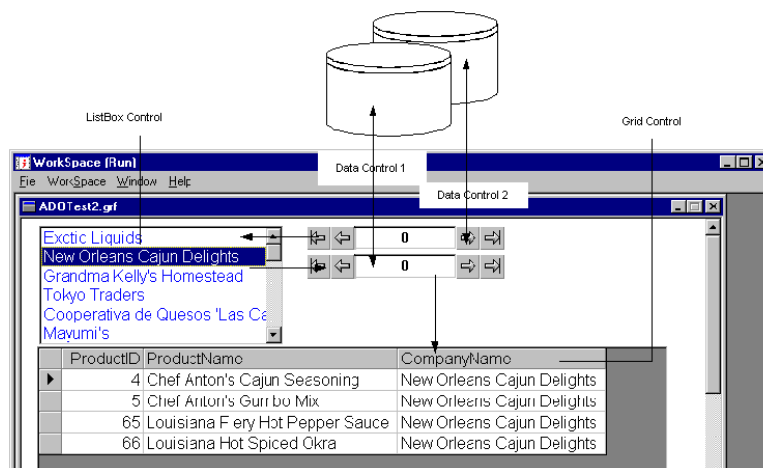 ListBox Control
Grid Control
Data Control 1
Data Control 2
WorkSpace (Run)
File WorkSpace Window Help
ADOTest2.grf
Exctic Liquids
0
New Orleans Cajun Delights
0
Grandma Kelly's Homestead
Tokyo Traders
Cooperativa de Quesos 'Las Ca
Mayumi's
ProductID ProductName CompanyName
4 Chef Anton's Cajun Seasoning New Orleans Cajun Delights
5 Chef Anton's Gumbo Mix New Orleans Cajun Delights
65 Louisiana Fiery Hot Pepper Sauce New Orleans Cajun Delights
66 Louisiana Hot Spiced Okra New Orleans Cajun Delights